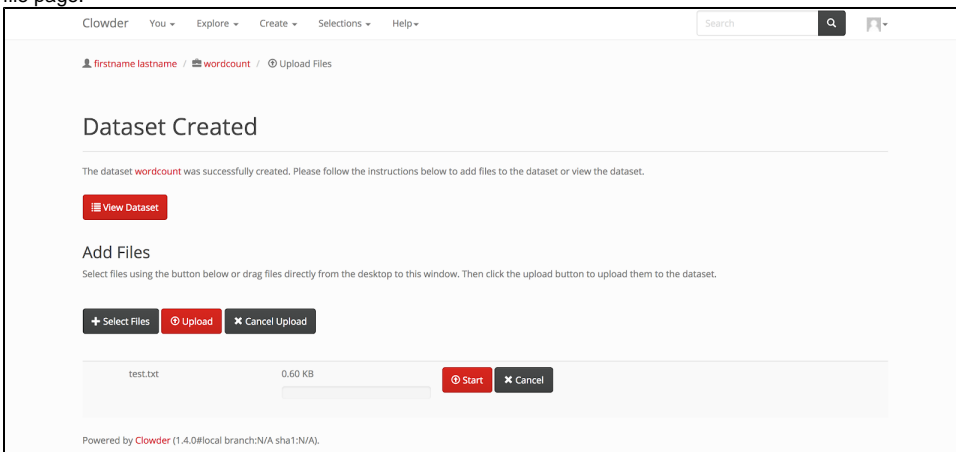 file page.
Clowder You Explore Create Selections Help Search
firstname lastname / wordcount / Upload Files
Dataset Created
The dataset wordcount was successfully created. Please follow the instructions below to add files to the dataset or view the dataset.
View Dataset
Add Files
Select files using the button below or drag files directly from the desktop to this window. Then click the upload button to upload them to the dataset.
Select Files Upload Cancel Upload
test.txt 0.60 KB Start Cancel
Powered by Clowder (1.4.0#local branch:N/A sha1:N/A).